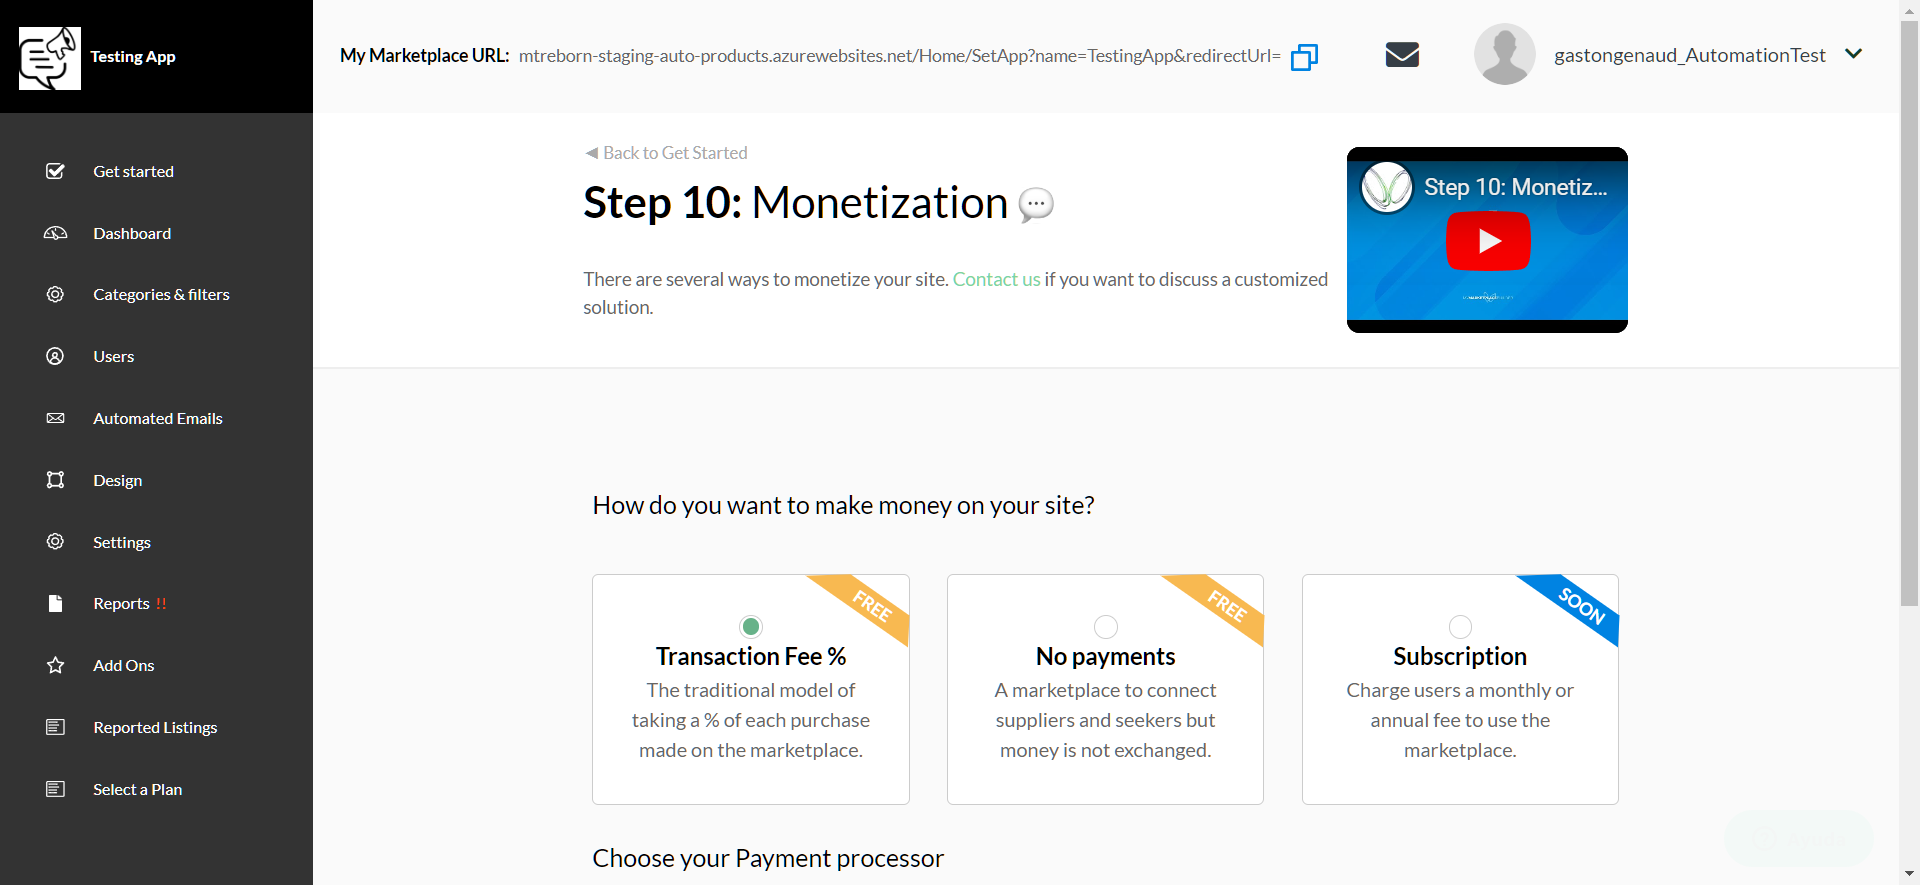 Testing App
My Marketplace URL: mtreborn-staging-auto-products.azurewebsites.net/Home/SetApp?name=TestingApp&redirectUrl=
gastongenaud_AutomationTest
Get started
Dashboard
Categories & filters
Users
Automated Emails
Design
Settings
Reports !!
Add Ons
Reported Listings
Select a Plan
◀ Back to Get Started
Step 10: Monetization
There are several ways to monetize your site. Contact us if you want to discuss a customized
solution.
Step 10: Monetiz...
How do you want to make money on your site?
FREE
Transaction Fee %
The traditional model of
taking a % of each purchase
made on the marketplace.
FREE
No payments
A marketplace to connect
suppliers and seekers but
money is not exchanged.
SOON
Subscription
Charge users a monthly or
annual fee to use the
marketplace.
Choose your Payment processor